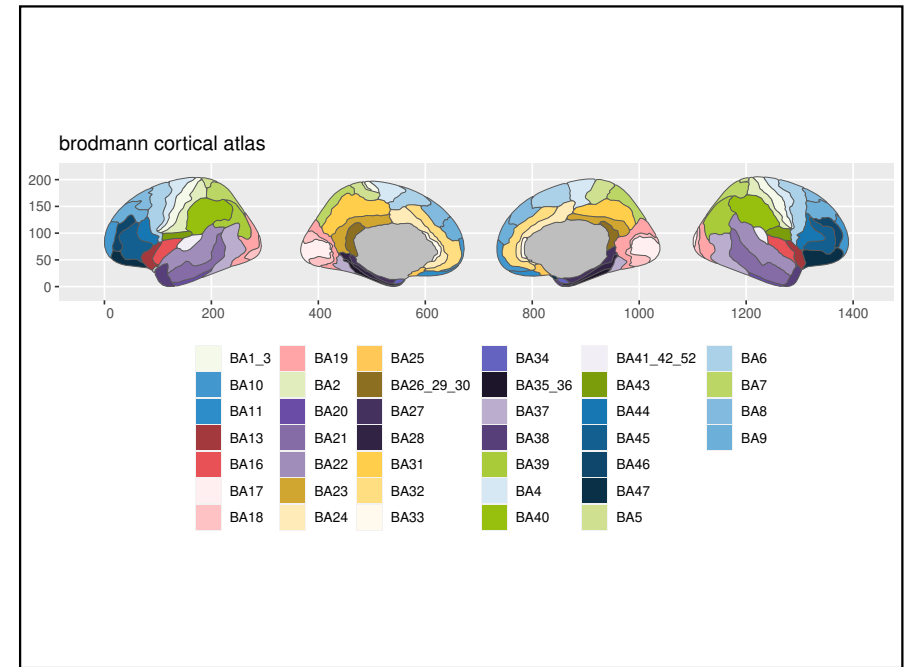 brodmann cortical atlas
200
150
100
50
0
0 200 400 600 800 1000 1200 1400
BA1_3 BA19 BA25 BA34 BA41_42_52 BA6
BA10 BA2 BA26_29_30 BA35_36 BA43 BA7
BA11 BA20 BA27 BA37 BA44 BA8
BA13 BA21 BA28 BA38 BA45 BA9
BA16 BA22 BA31 BA39 BA46
BA17 BA23 BA32 BA4 BA47
BA18 BA24 BA33 BA40 BA5